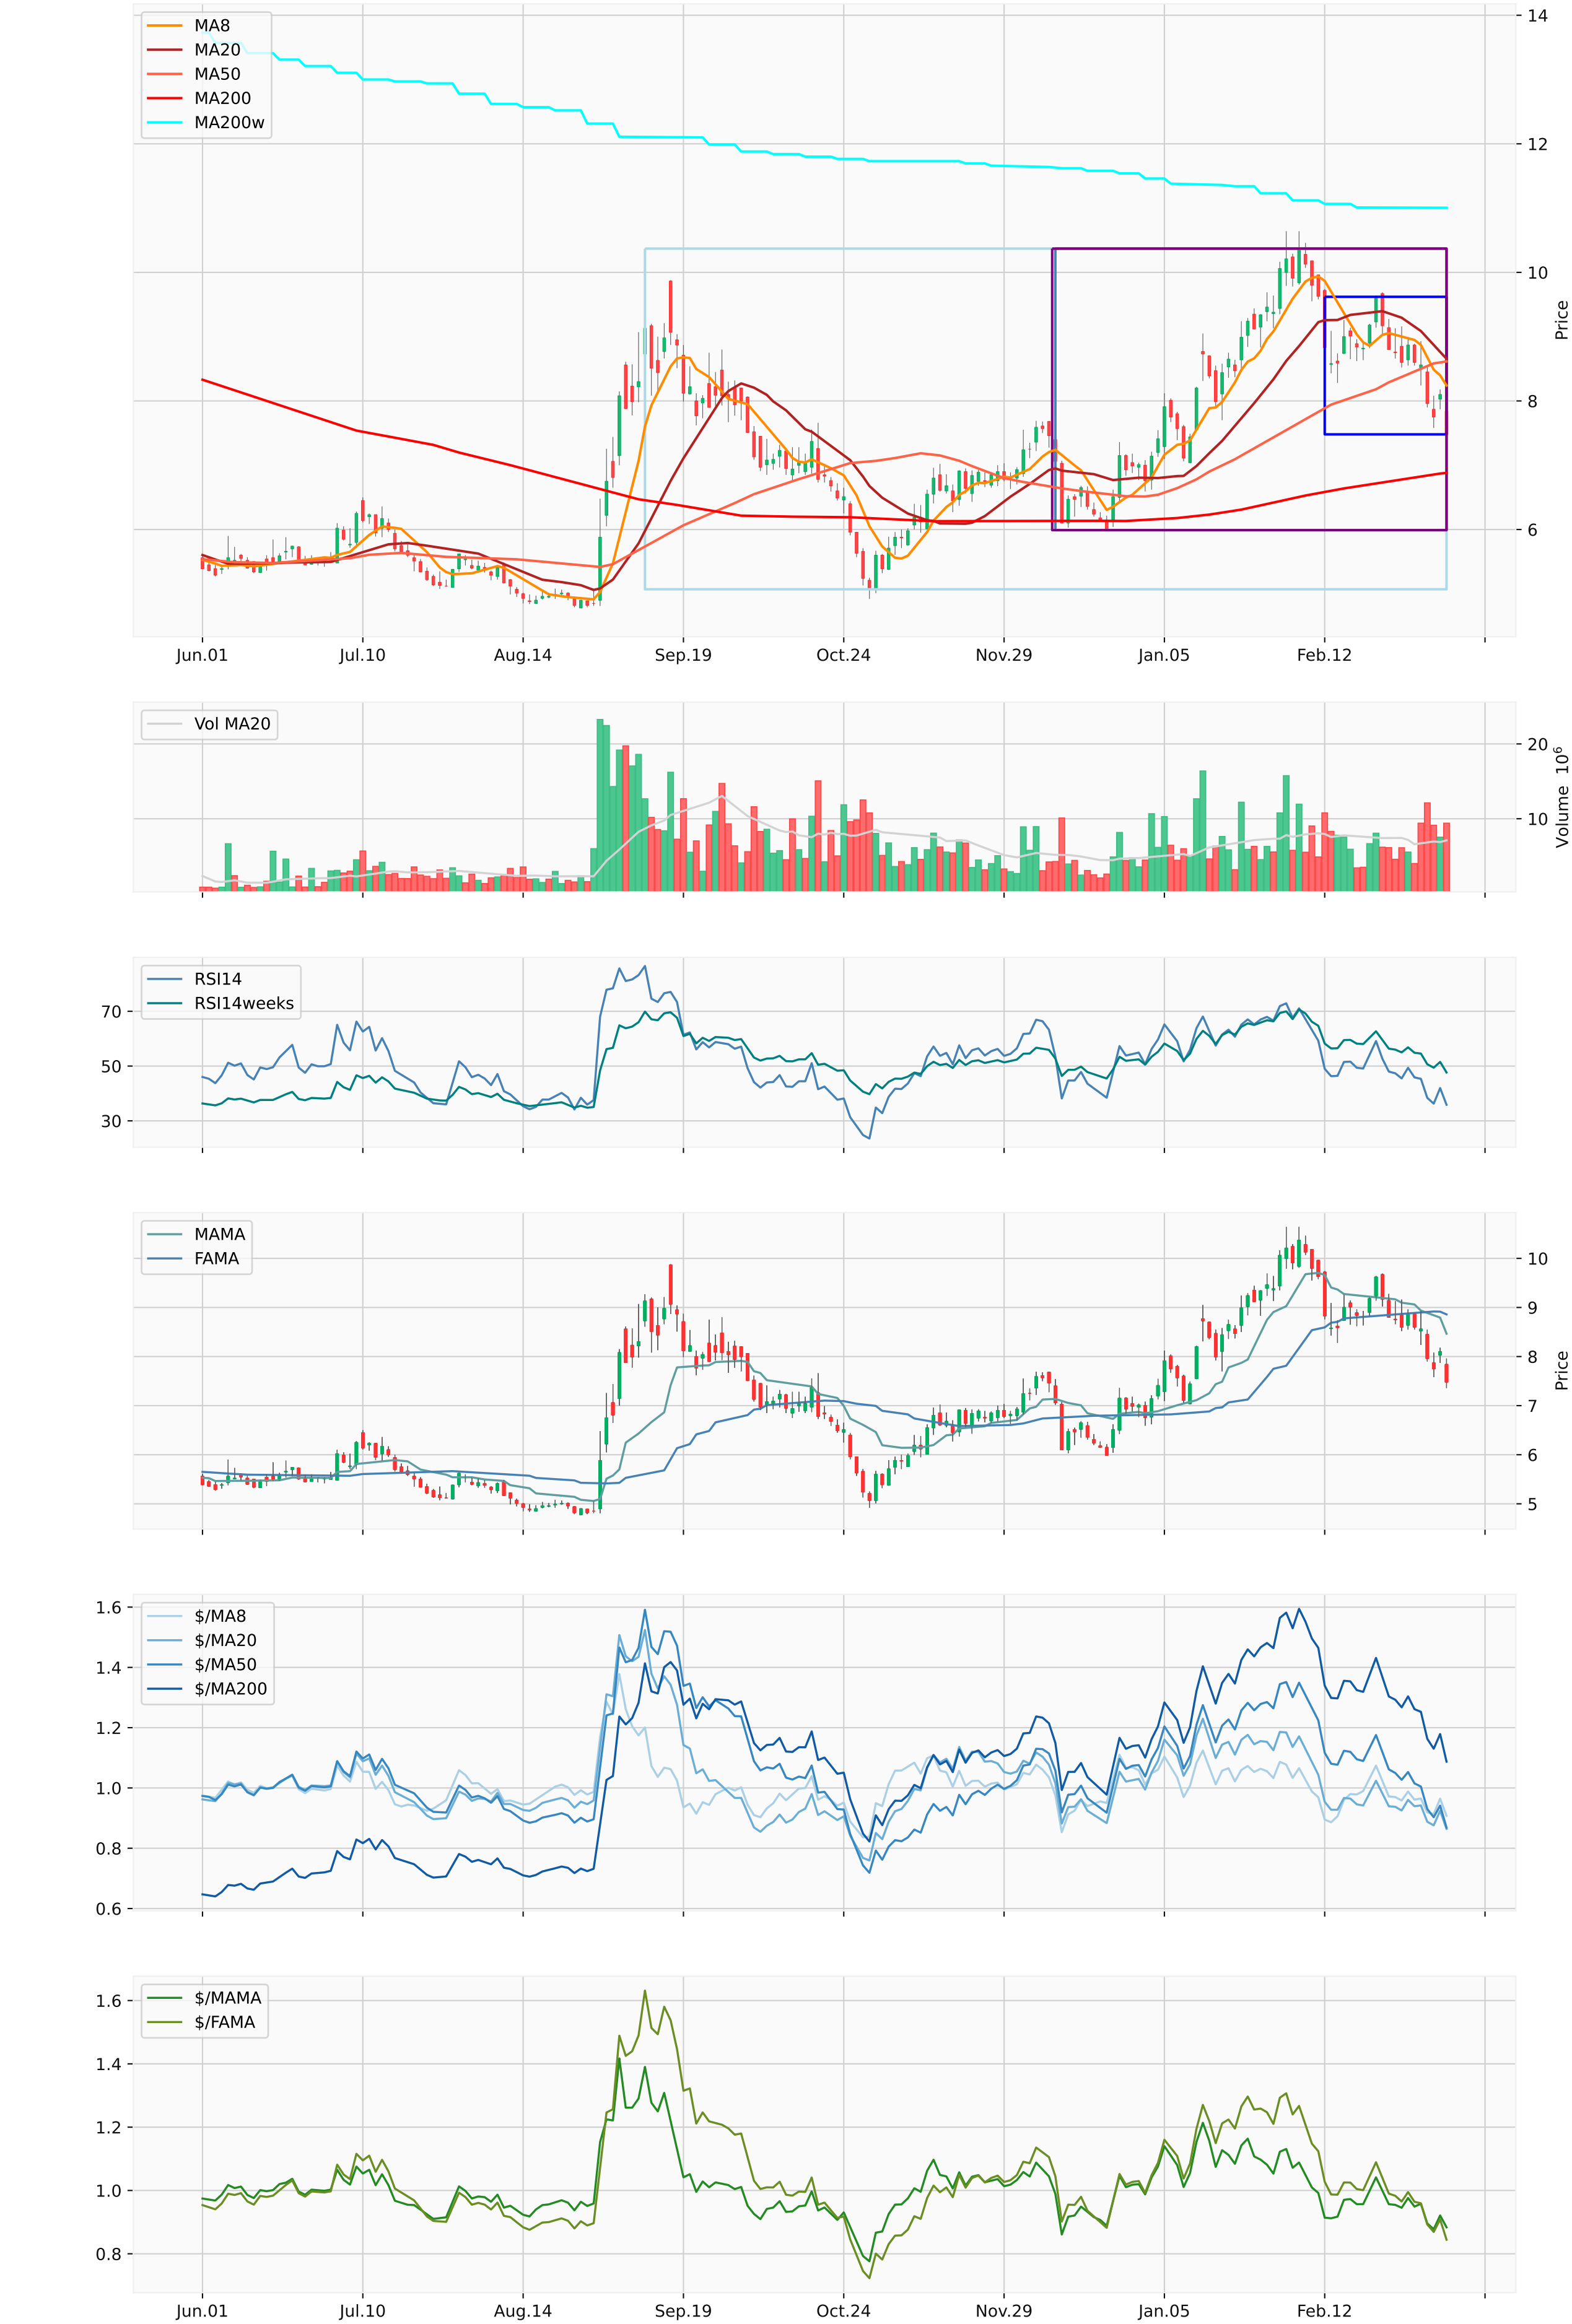 MA8
MA20
MA50
MA200
MA200w
14
12
10
8
6
Price
Jun.01 Jul.10 Aug.14 Sep.19 Oct.24 Nov.29 Jan.05 Feb.12
Vol MA20
20
10
Volume 10^6
RSI14
RSI14weeks
70
50
30
MAMA
FAMA
10
9
8
7
6
5
Price
$/MA8
$/MA20
$/MA50
$/MA200
1.6
1.4
1.2
1.0
0.8
0.6
$/MAMA
$/FAMA
1.6
1.4
1.2
1.0
0.8
Jun.01 Jul.10 Aug.14 Sep.19 Oct.24 Nov.29 Jan.05 Feb.12